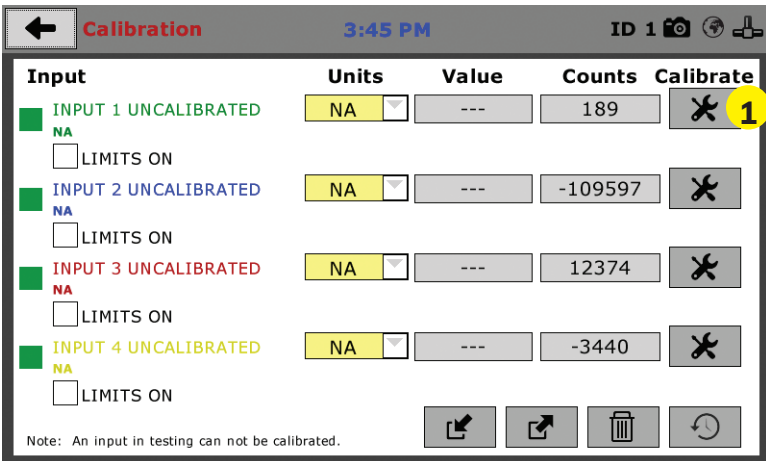 Calibration 3:45 PM ID 1
Input Units Value Counts Calibrate
INPUT 1 UNCALIBRATED NA --- 189 1
NA
LIMITS ON
INPUT 2 UNCALIBRATED NA --- -109597
NA
LIMITS ON
INPUT 3 UNCALIBRATED NA --- 12374
NA
LIMITS ON
INPUT 4 UNCALIBRATED NA --- -3440
NA
LIMITS ON
Note: An input in testing can not be calibrated.